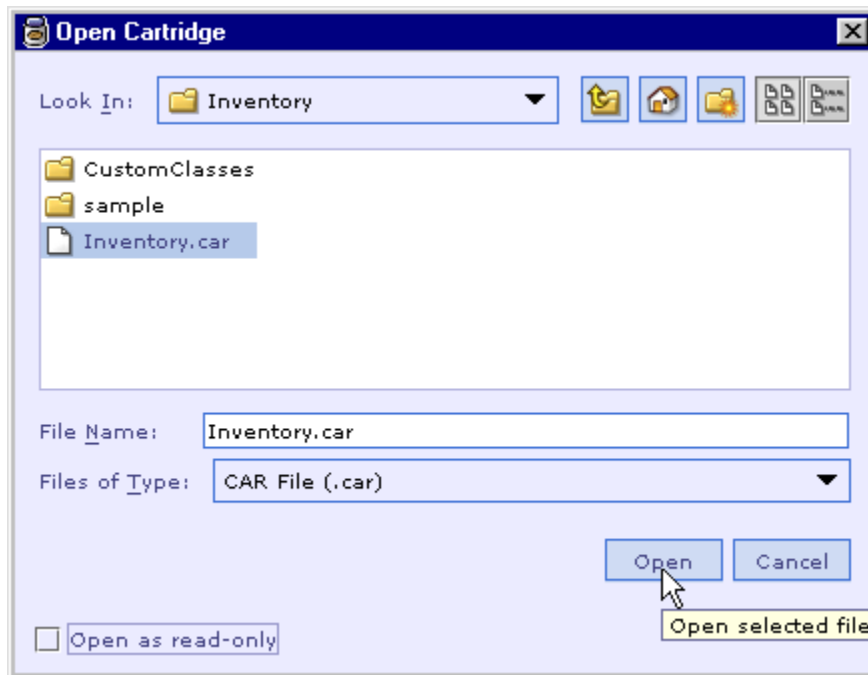 Open Cartridge
Look In: Inventory
CustomClasses
sample
Inventory.car
File Name: Inventory.car
Files of Type: CAR File (.car)
Open Cancel
Open selected file
Open as read-only